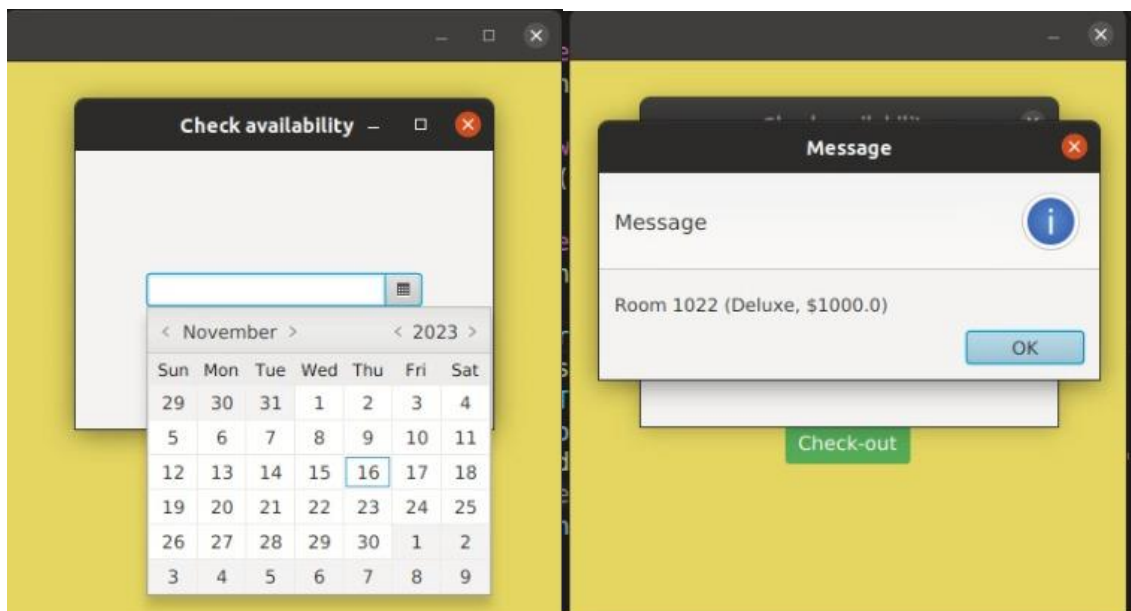 Check availability
< November > < 2023 >
Sun Mon Tue Wed Thu Fri Sat
29 30 31 1 2 3 4
5 6 7 8 9 10 11
12 13 14 15 16 17 18
19 20 21 22 23 24 25
26 27 28 29 30 1 2
3 4 5 6 7 8 9
Message
Message
i
Room 1022 (Deluxe, $1000.0)
OK
Check-out